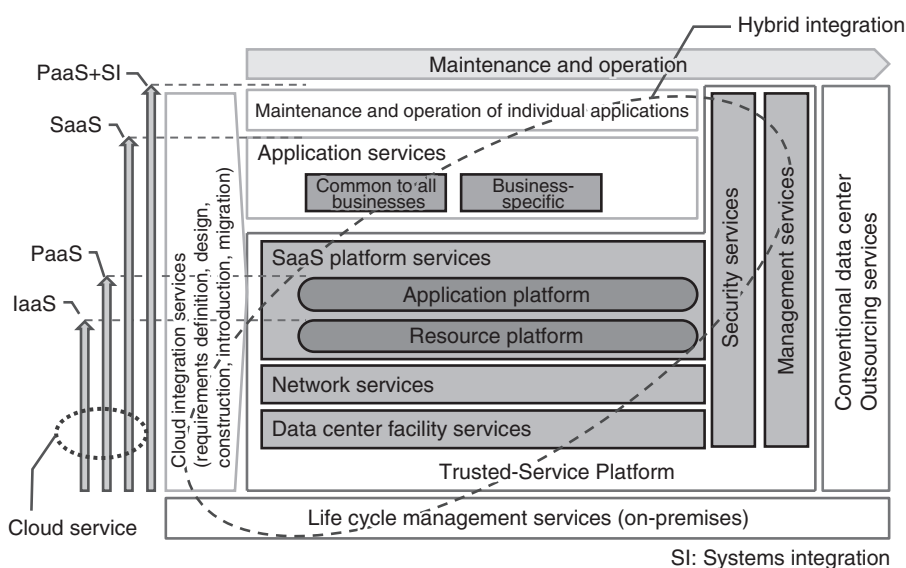 Hybrid integration
Maintenance and operation
PaaS+SI
SaaS
PaaS
IaaS
Cloud service
Cloud integration services
(requirements definition, design,
construction, introduction, migration)
Maintenance and operation of individual applications
Application services
Common to all
businesses
Business-
specific
SaaS platform services
Application platform
Resource platform
Network services
Data center facility services
Trusted-Service Platform
Security services
Management services
Conventional data center
Outsourcing services
Life cycle management services (on-premises)
SI: Systems integration